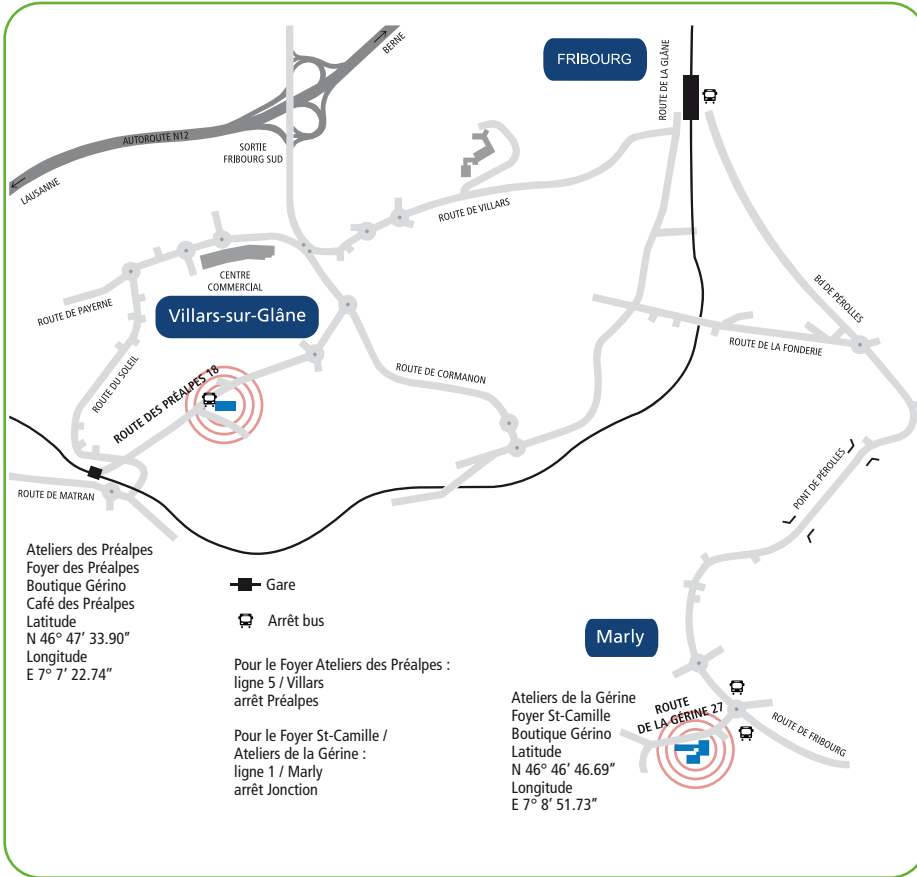 BERNE
FRIBOURG
ROUTE DE LA GLÂNE
AUTOROUTE N12
SORTIE
FRIBOURG SUD
LAUSANNE
ROUTE DE VILLARS
CENTRE
COMMERCIAL
ROUTE DE PAYERNE
Villars-sur-Glâne
Bd DE PÉROLLES
ROUTE DE LA FONDERIE
ROUTE DU SOLEIL
ROUTE DES PRÉALPES 18
ROUTE DE CORMANON
PONT DE PÉROLLES
ROUTE DE MATRAN
Ateliers des Préalpes
Foyer des Préalpes
Boutique Gérino
Café des Préalpes
Latitude
N 46° 47’ 33.90”
Longitude
E 7° 7’ 22.74”
Gare
Arrêt bus
Pour le Foyer Ateliers des Préalpes :
ligne 5 / Villars
arrêt Préalpes
Pour le Foyer St-Camille /
Ateliers de la Gérine :
ligne 1 / Marly
arrêt Jonction
Marly
Ateliers de la Gérine
Foyer St-Camille
Boutique Gérino
Latitude
N 46° 46’ 46.69”
Longitude
E 7° 8’ 51.73”
ROUTE
DE LA GÉRINE 27
ROUTE DE FRIBOURG